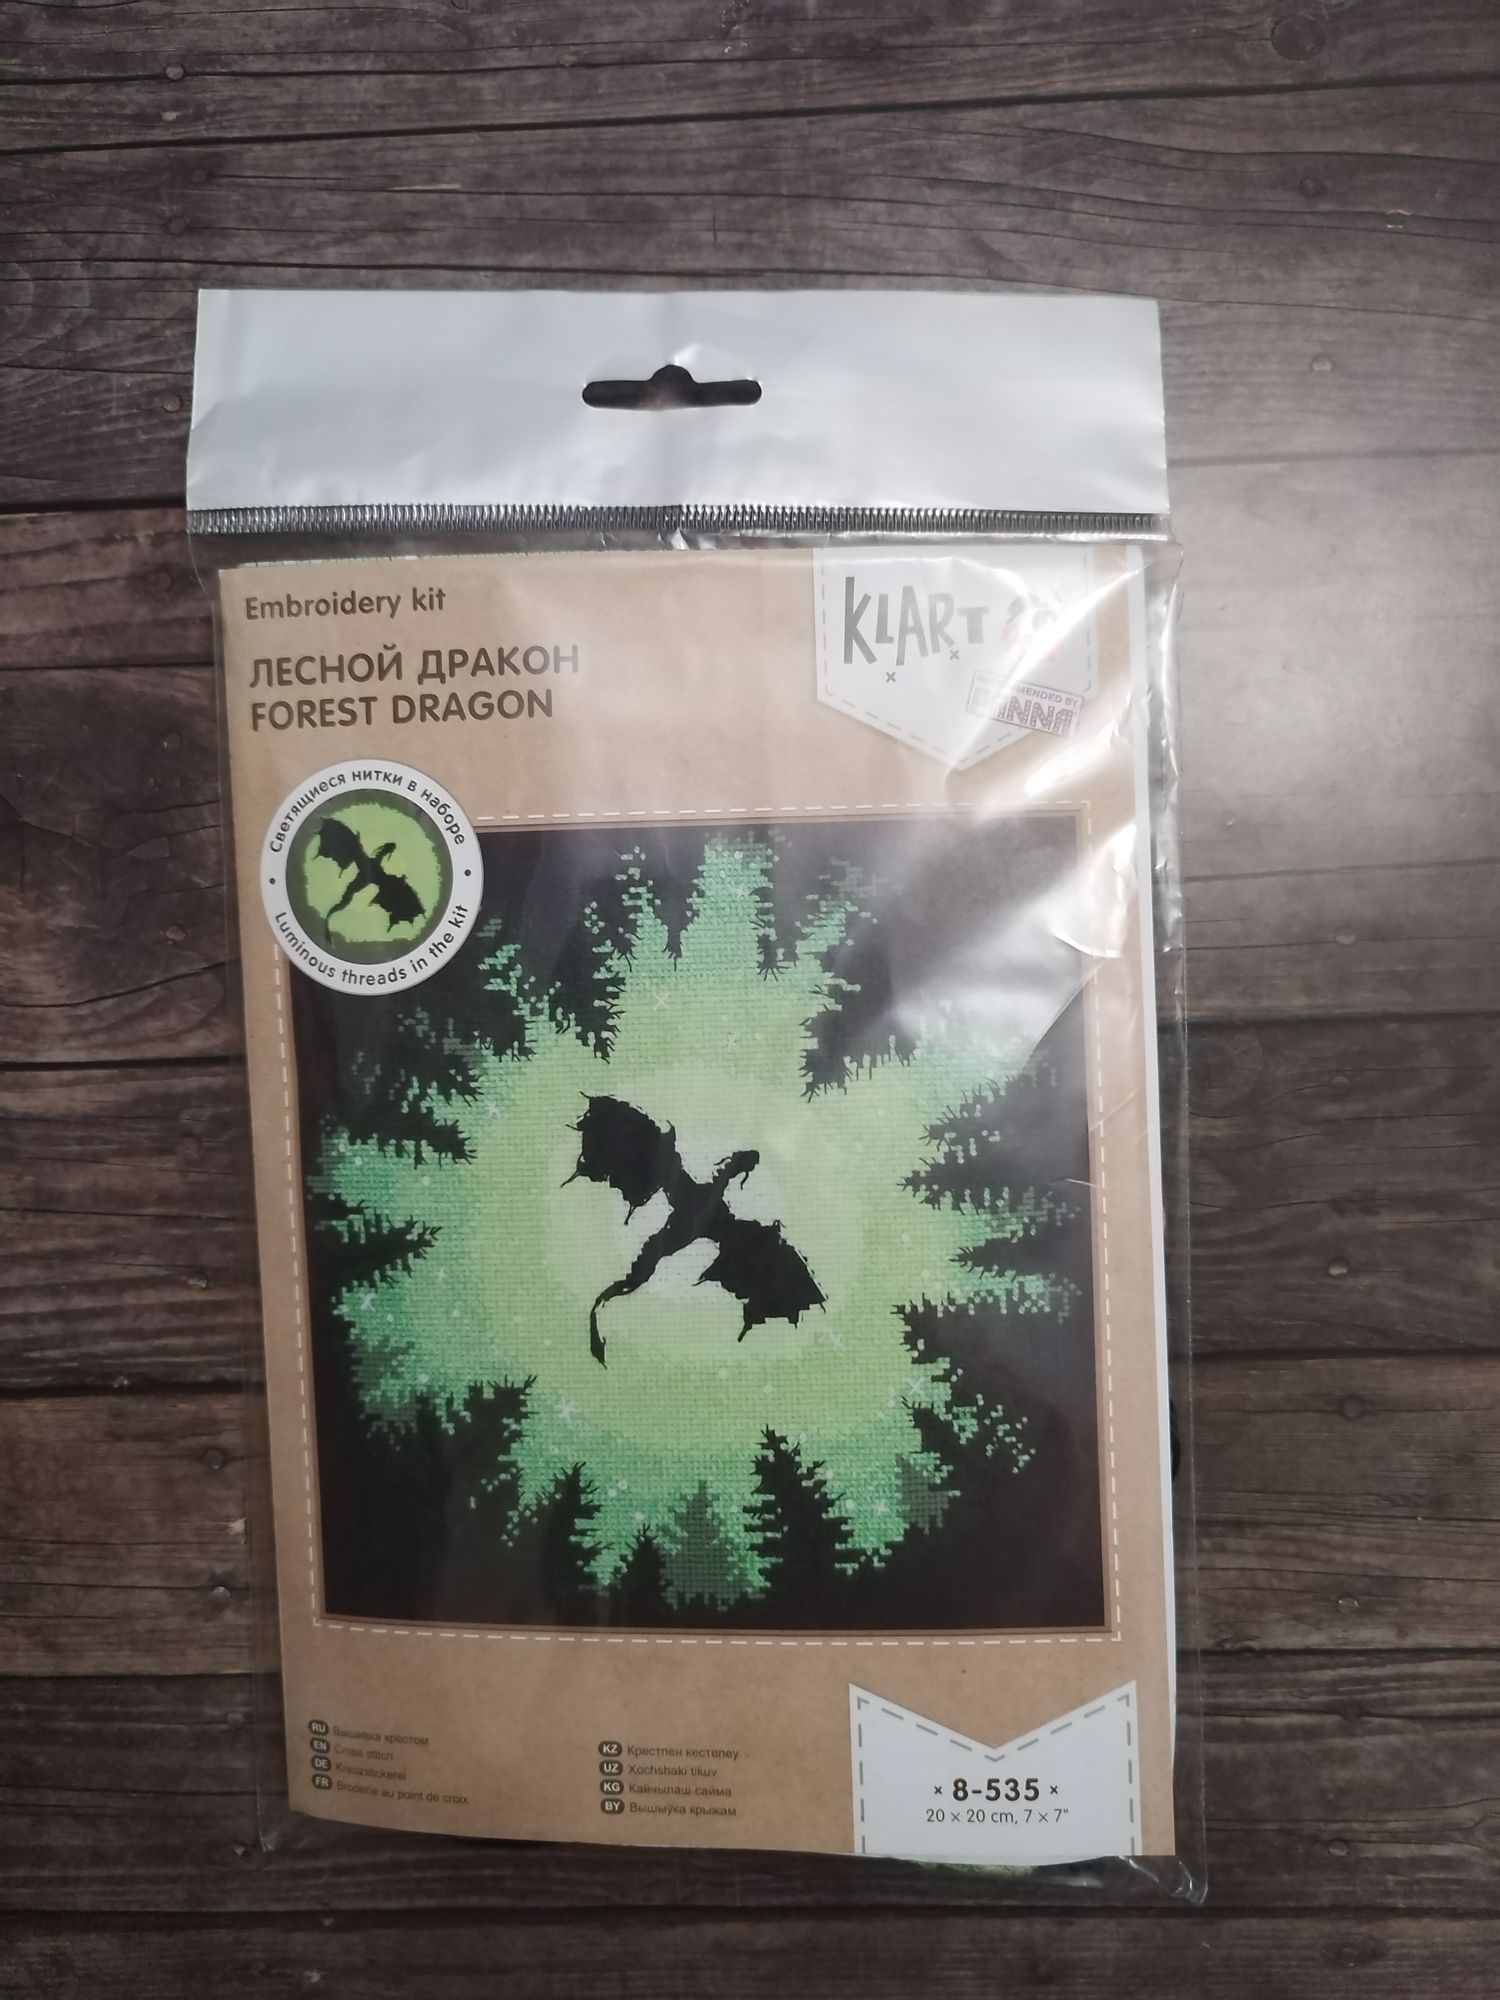 Embroidery kit
ЛЕСНОЙ ДРАКОН
FOREST DRAGON
KLART
RECOMMENDED BY
PANNA
Светящиеся нитки в наборе
Luminous threads in the kit
RU Вышивка крестом
EN Cross stitch
DE Kreuzstickerei
FR Broderie au point de croix
KZ Крестпен кестелеу
UZ Xochshaki tikuv
KG Кайчылаш сайма
BY Вышыўка крыжам
× 8-535 ×
20 × 20 cm, 7 × 7"